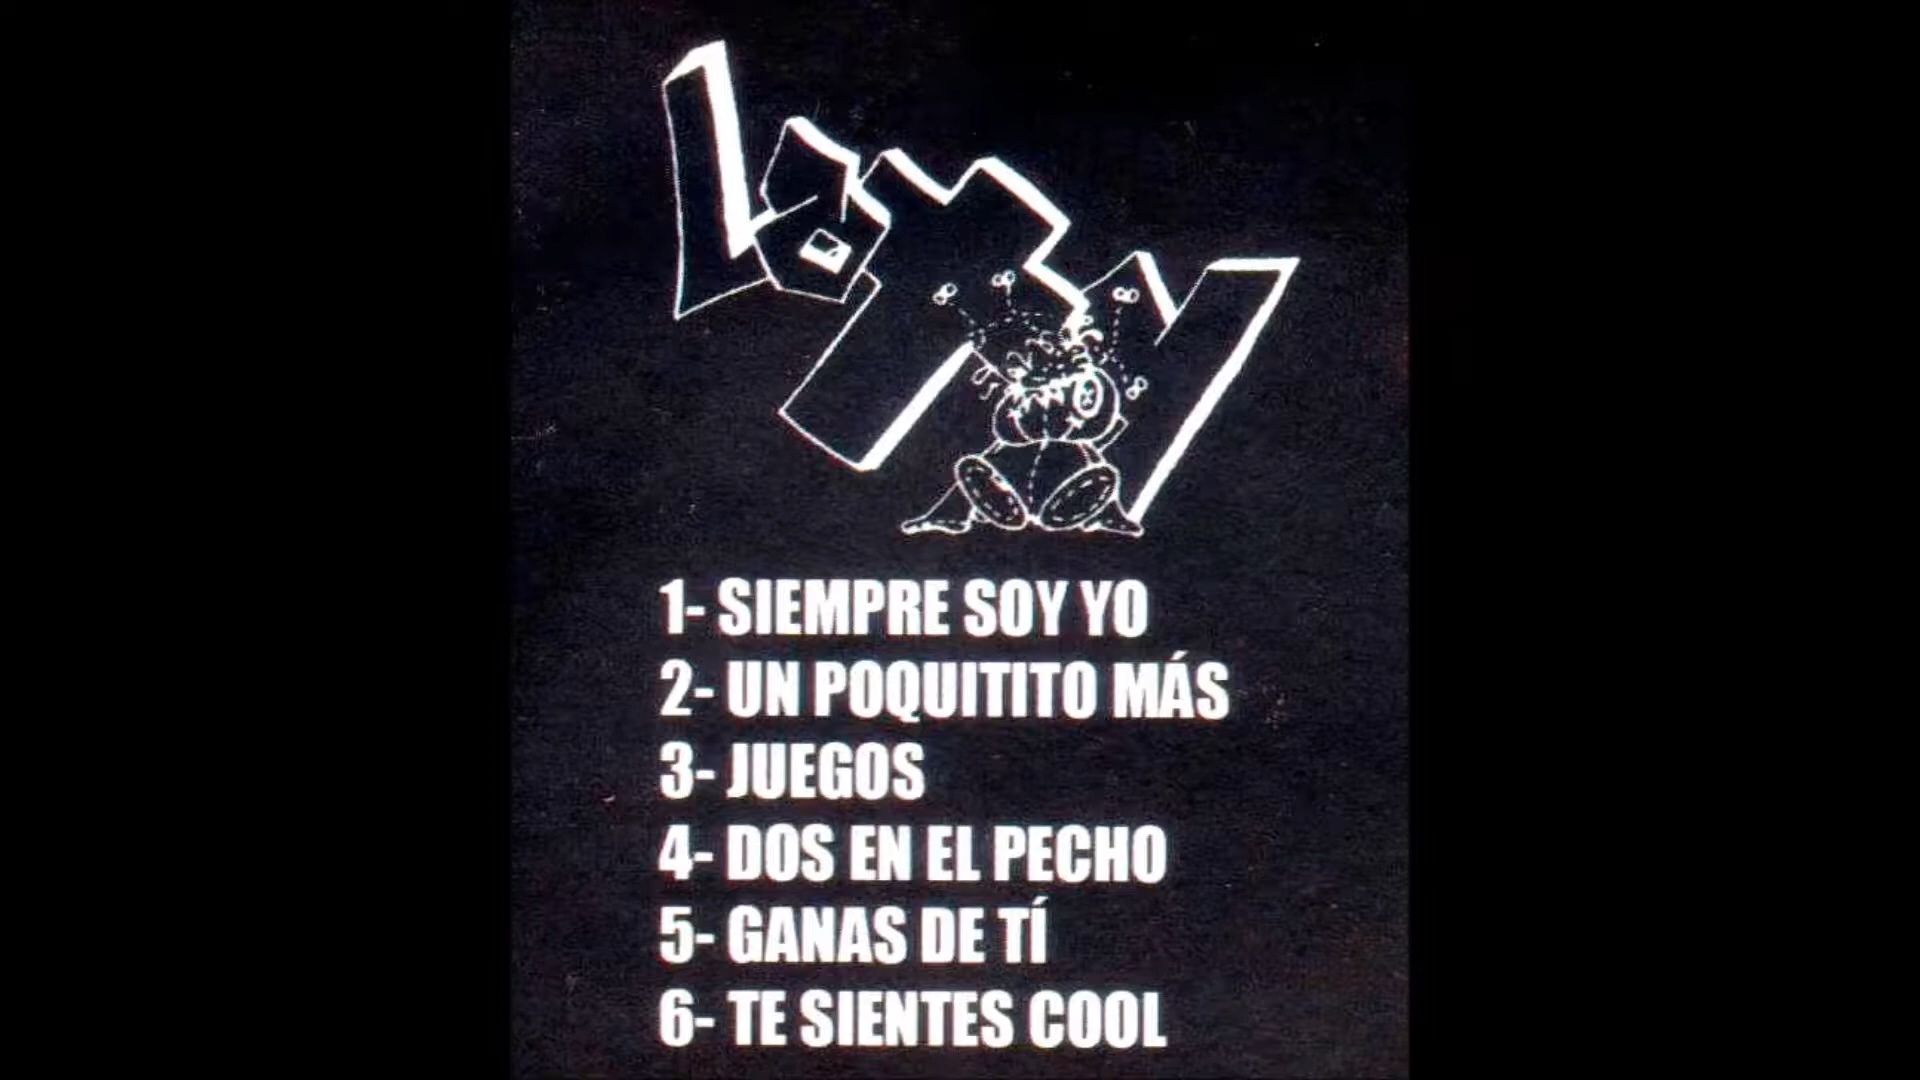 1- SIEMPRE SOY YO
2- UN POQUITITO MÁS
3- JUEGOS
4- DOS EN EL PECHO
5- GANAS DE TÍ
6- TE SIENTES COOL